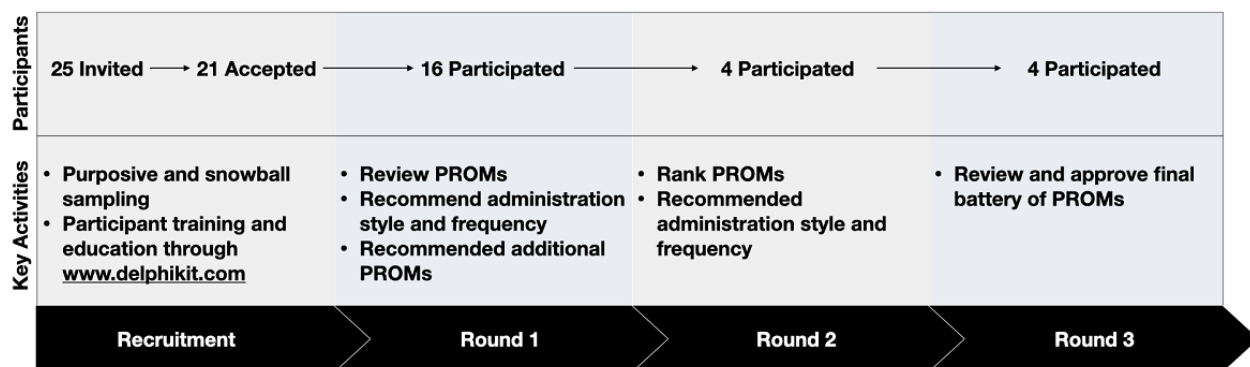 Participants
25 Invited
21 Accepted
16 Participated
4 Participated
4 Participated
Key Activities
• Purposive and snowball
sampling
• Participant training and
education through
www.delphikit.com
• Review PROMs
• Recommend administration
style and frequency
• Recommended additional
PROMs
• Rank PROMs
• Recommended
administration style and
frequency
• Review and approve final
battery of PROMs
Recruitment
Round 1
Round 2
Round 3